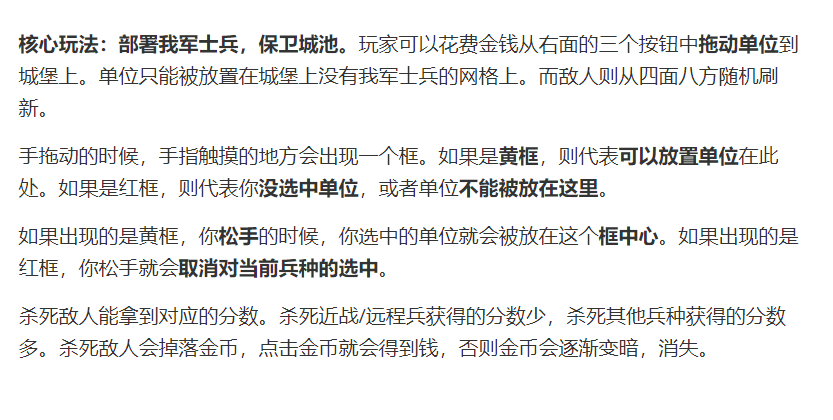 核心玩法：部署我军士兵，保卫城池。玩家可以花费金钱从右面的三个按钮中拖动单位到
城堡上。单位只能被放置在城堡上没有我军士兵的网格上。而敌人则从四面八方随机刷
新。
手拖动的时候，手指触摸的地方会出现一个框。如果是黄框，则代表可以放置单位在此
处。如果是红框，则代表你没选中单位，或者单位不能被放在这里。
如果出现的是黄框，你松手的时候，你选中的单位就会被放在这个框中心。如果出现的是
红框，你松手就会取消对当前兵种的选中。
杀死敌人能拿到对应的分数。杀死近战/远程兵获得的分数少，杀死其他兵种获得的分数
多。杀死敌人会掉落金币，点击金币就会得到钱，否则金币会逐渐变暗，消失。